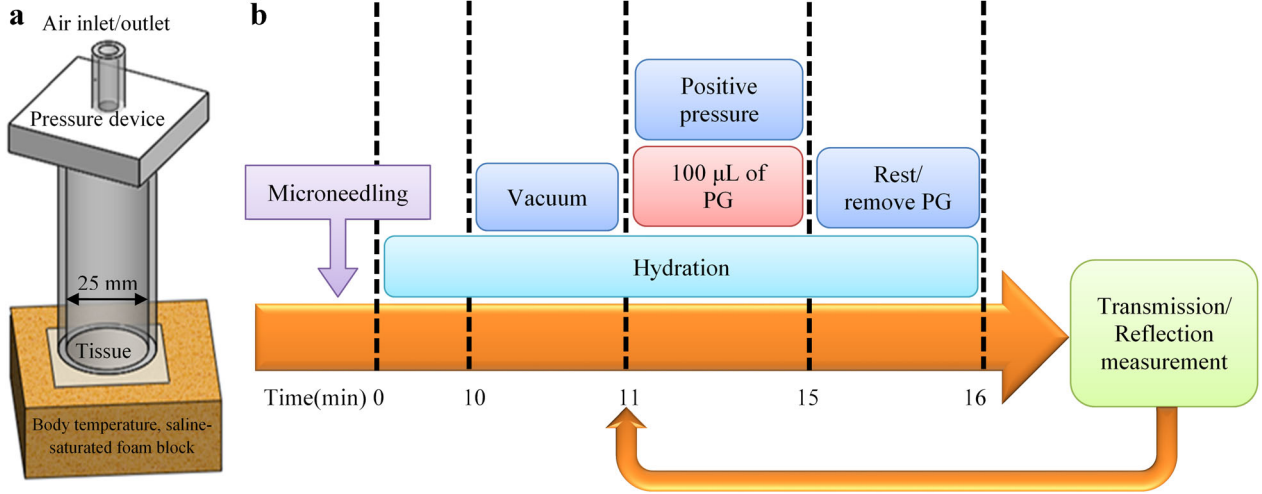 a
Air inlet/outlet
Pressure device
25 mm
Tissue
Body temperature, saline-
saturated foam block
b
Positive
pressure
Microneedling
Vacuum
100 μL of
PG
Rest/
remove PG
Hydration
Transmission/
Reflection
measurement
Time(min) 0 10 11 15 16